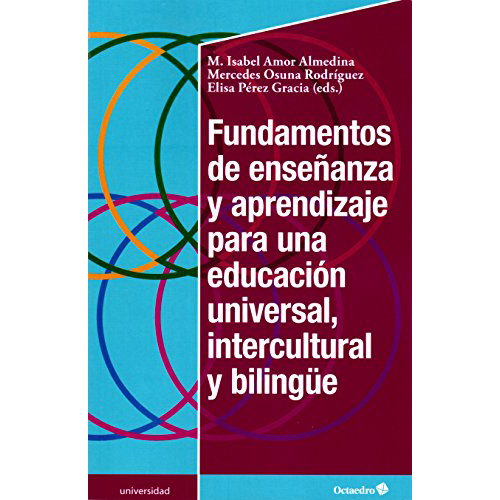 M. Isabel Amor Almedina
Mercedes Osuna Rodríguez
Elisa Pérez Gracia (eds.)
Fundamentos
de enseñanza
y aprendizaje
para una
educación
universal,
intercultural
y bilingüe
universidad
Octaedro